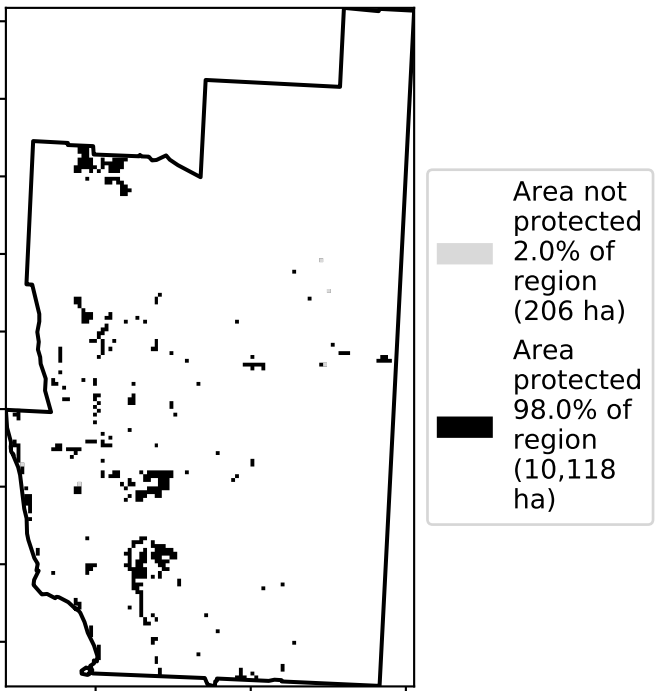 Area not
protected
2.0% of
region
(206 ha)
Area
protected
98.0% of
region
(10,118
ha)